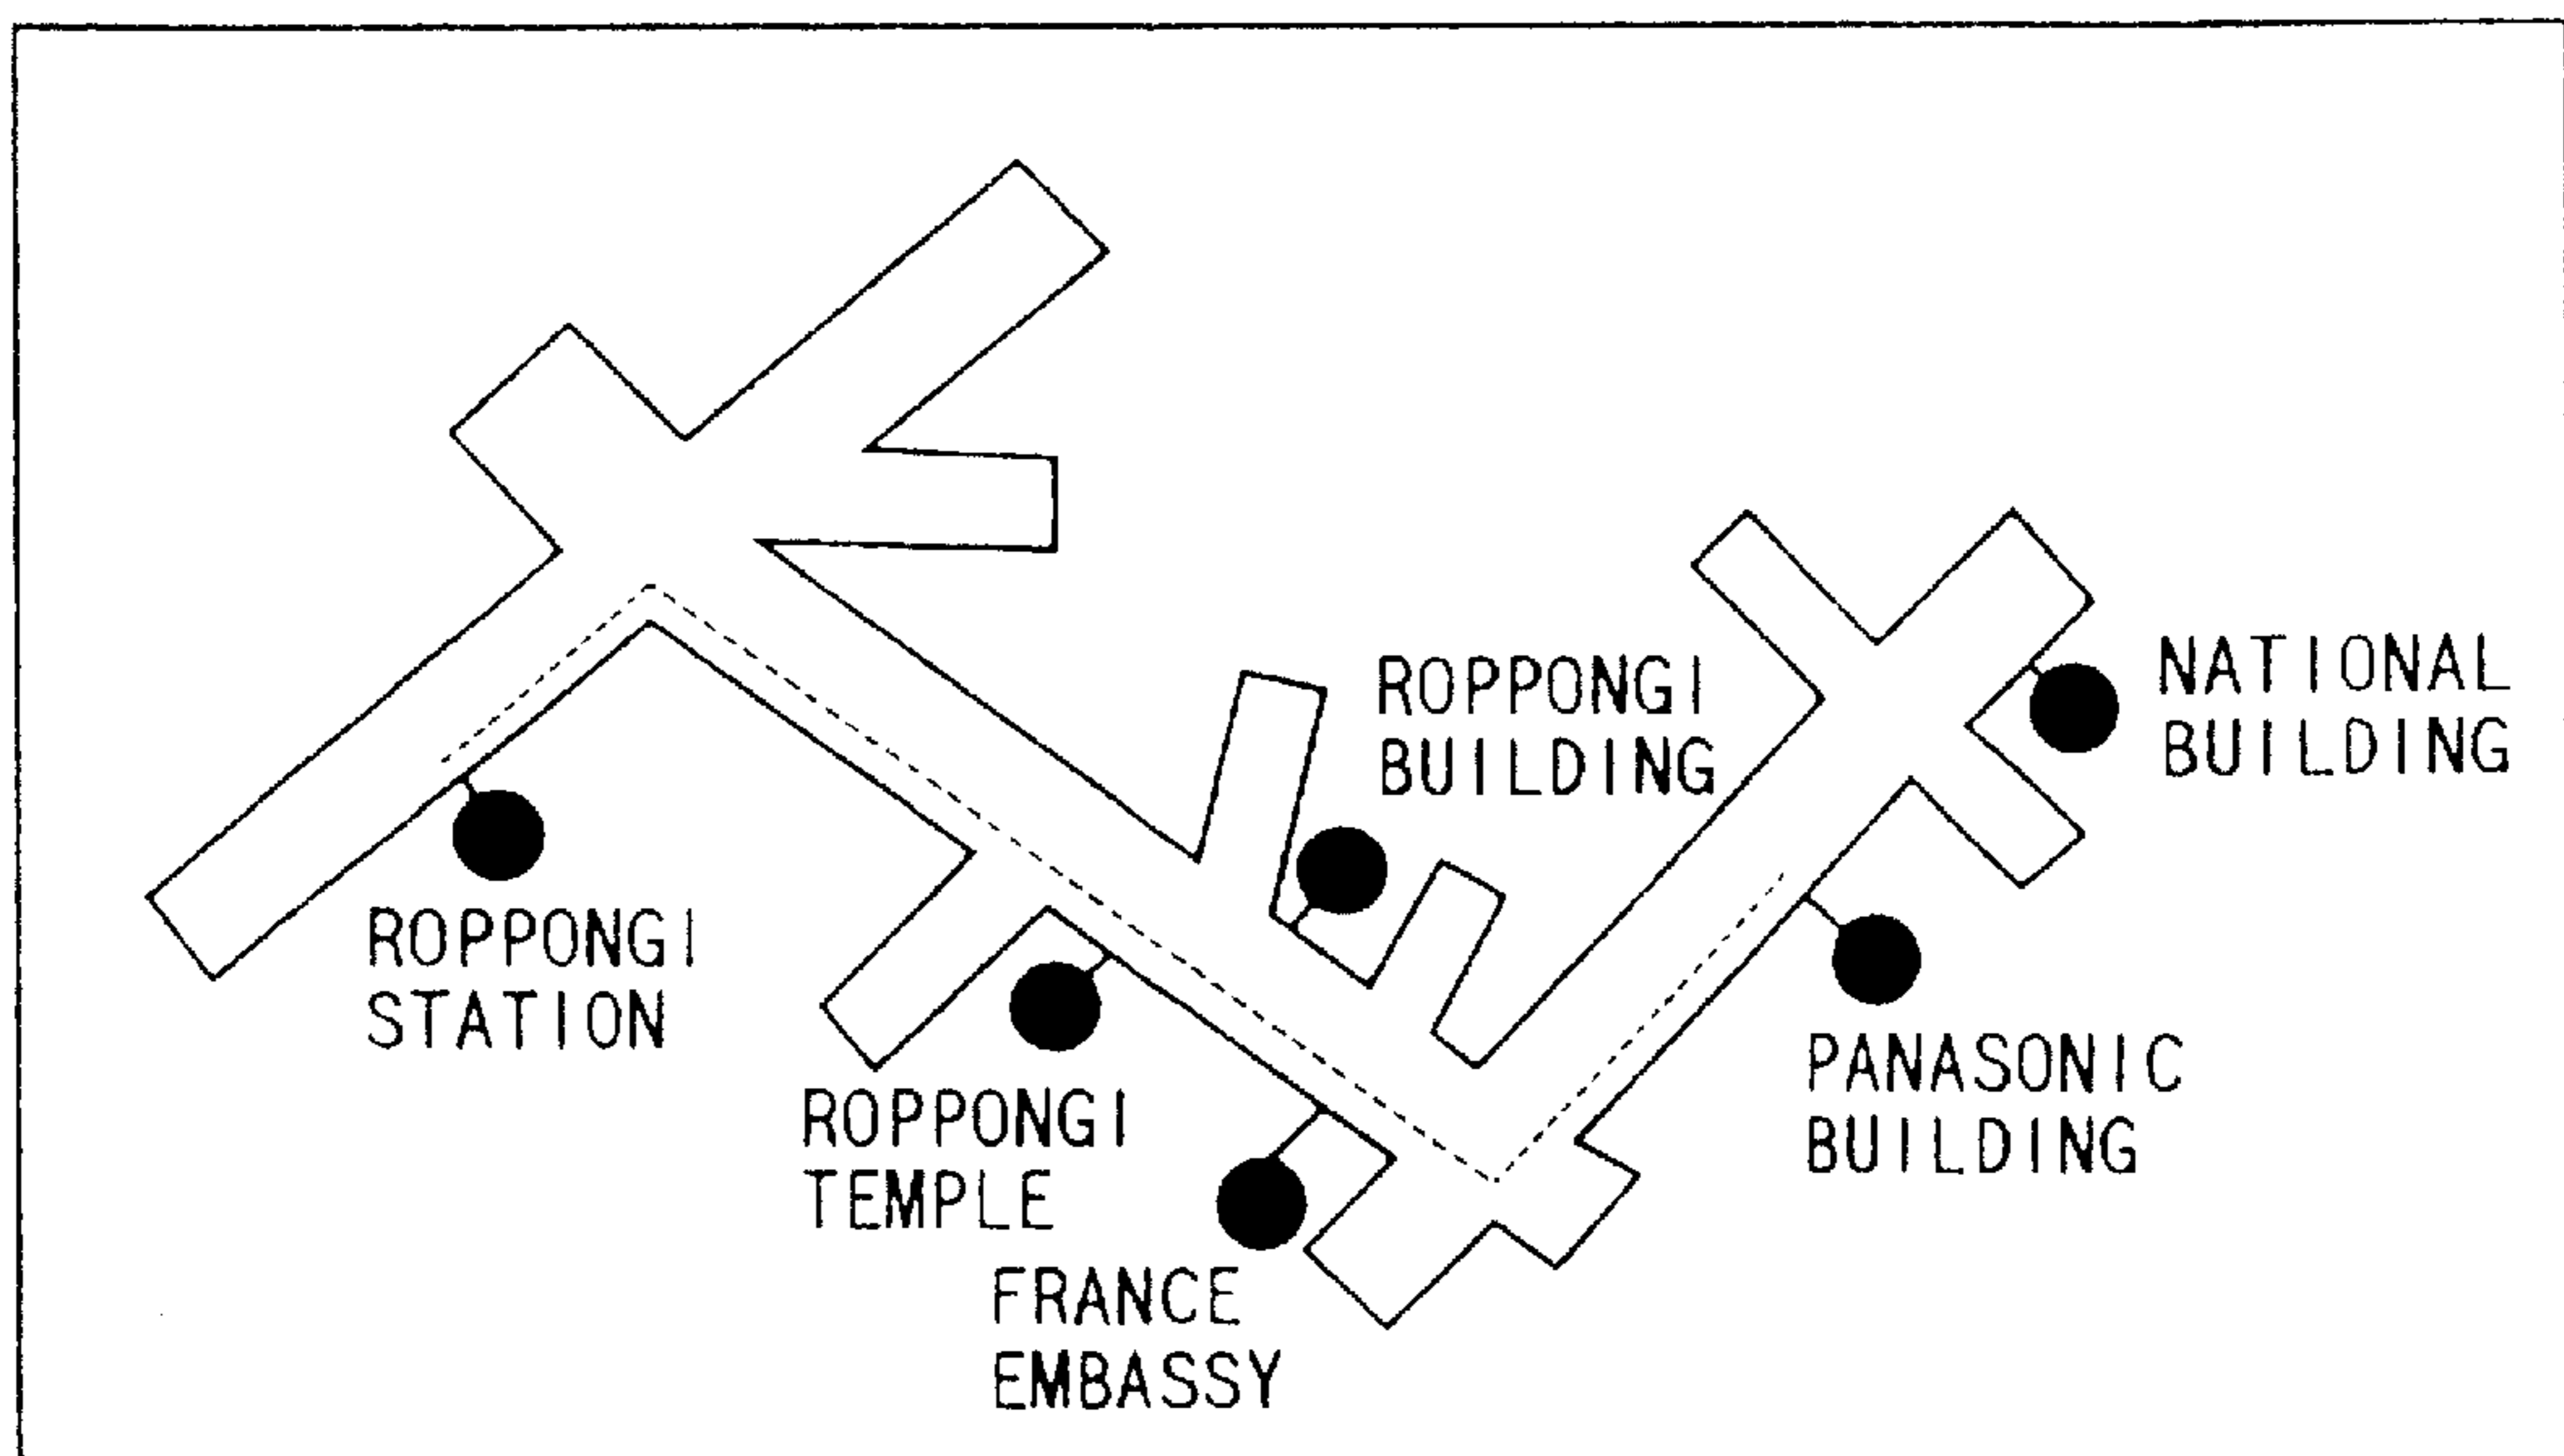 ROPPONGI
BUILDING
NATIONAL
BUILDING
ROPPONGI
STATION
ROPPONGI
TEMPLE
PANASONIC
BUILDING
FRANCE
EMBASSY